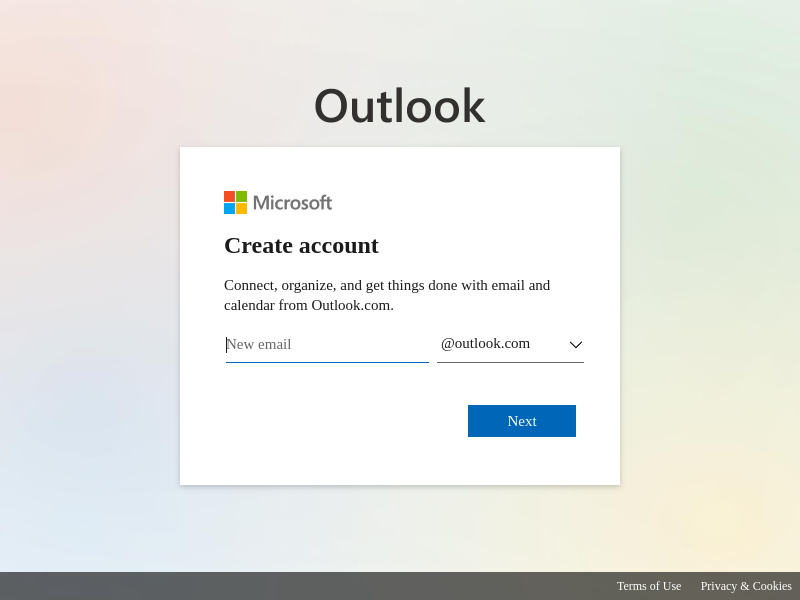 Outlook
Microsoft
Create account
Connect, organize, and get things done with email and
calendar from Outlook.com.
New email
@outlook.com
Next
Terms of Use
Privacy & Cookies